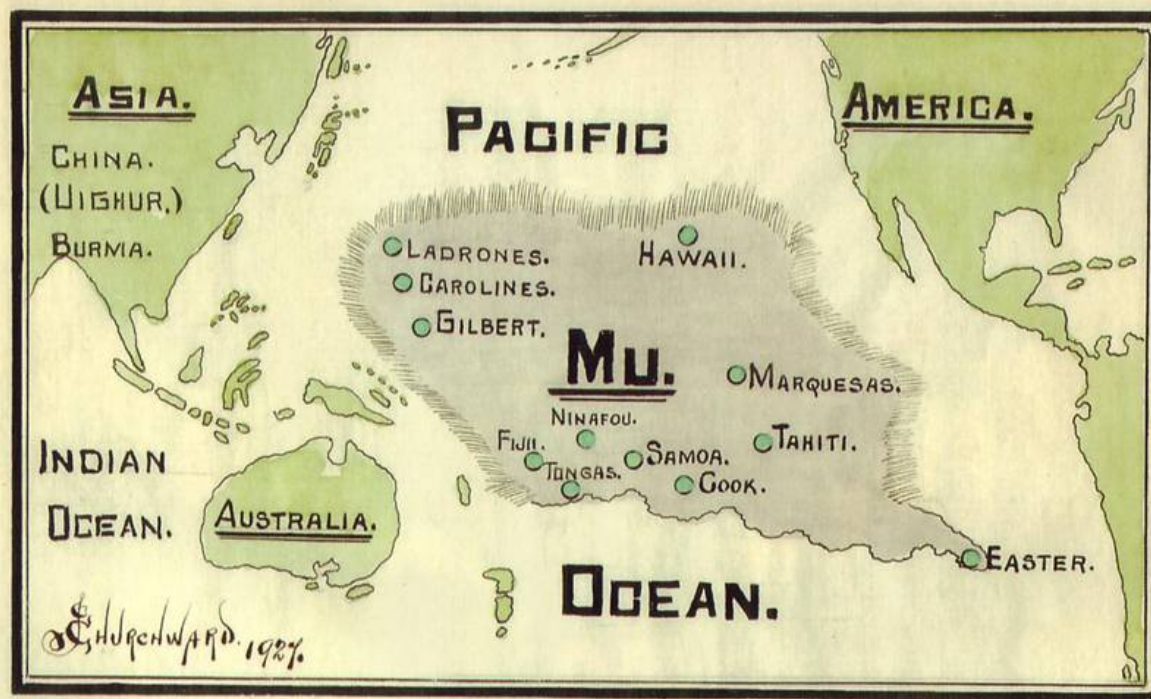 ASIA.
CHINA.
(UIGHUR.)
BURMA.
PACIFIC
AMERICA.
LADRONES.
CAROLINES.
GILBERT.
HAWAII.
MU.
MARQUESAS.
NINAFOU.
FIJII.
TONGAS.
SAMOA.
TAHITI.
COOK.
INDIAN
OCEAN.
AUSTRALIA.
EASTER.
OCEAN.
J CHURCHWARD. 1927.